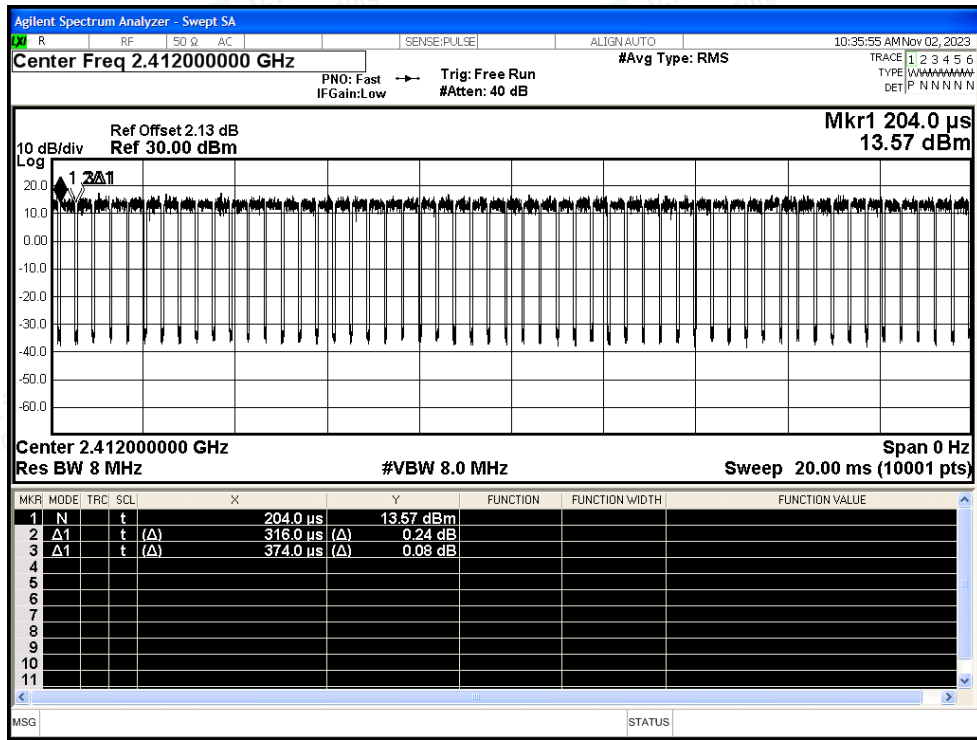 Agilent Spectrum Analyzer - Swept SA
LXI R RF 50 Ω AC SENSE:PULSE ALIGN AUTO 10:35:55 AM Nov 02, 2023
Center Freq 2.412000000 GHz #Avg Type: RMS TRACE 1 2 3 4 5 6
PNO: Fast Trig: Free Run TYPE
IFGain:Low #Atten: 40 dB DET P N N N N N
Mkr1 204.0 µs
13.57 dBm
Ref Offset 2.13 dB
10 dB/div Ref 30.00 dBm
Log
1 2Δ1
20.0
10.0
0.00
-10.0
-20.0
-30.0
-40.0
-50.0
-60.0
Center 2.412000000 GHz Span 0 Hz
Res BW 8 MHz #VBW 8.0 MHz Sweep 20.00 ms (10001 pts)
MKR MODE TRC SCL X Y FUNCTION FUNCTION WIDTH FUNCTION VALUE
1 N t 204.0 µs 13.57 dBm
2 Δ1 t (Δ) 316.0 µs (Δ) 0.24 dB
3 Δ1 t (Δ) 374.0 µs (Δ) 0.08 dB
4
5
6
7
8
9
10
11
MSG STATUS